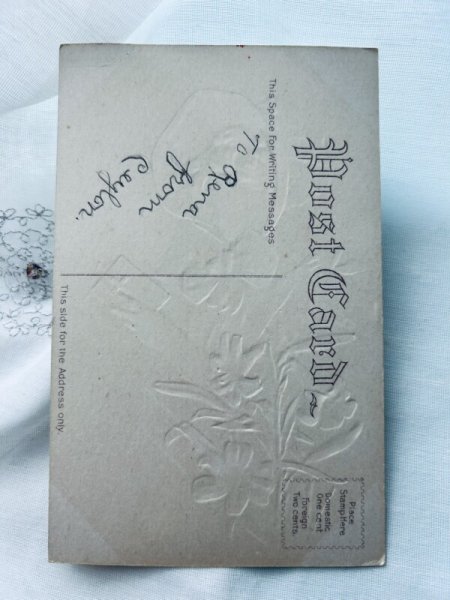 Post Card
This Space for Writing Messages
To Rena
from
Ceylon.
This side for the Address only.
Place
Stamp Here
Domestic
One cent
Foreign
Two cents